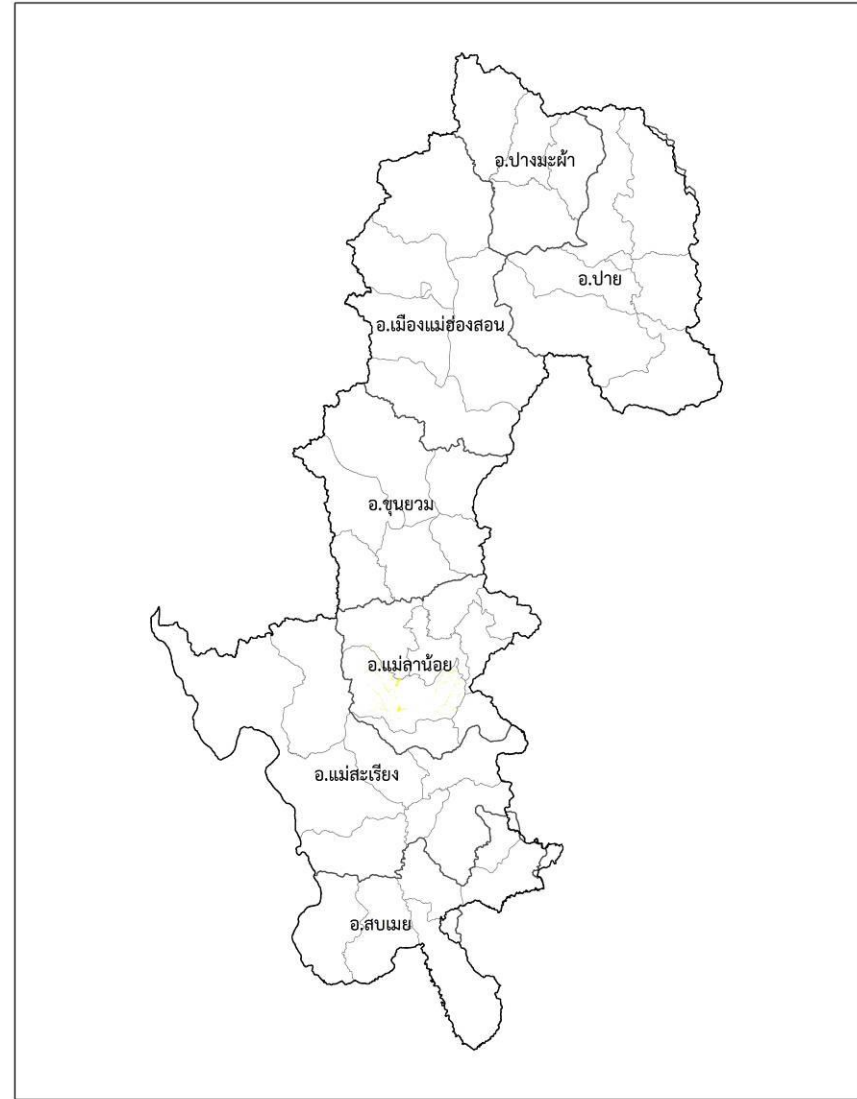 อ.ปางมะผ้า
อ.ปาย
อ.เมืองแม่ฮ่องสอน
อ.ขุนยวม
อ.แม่ลาน้อย
อ.แม่สะเรียง
อ.สบเมย